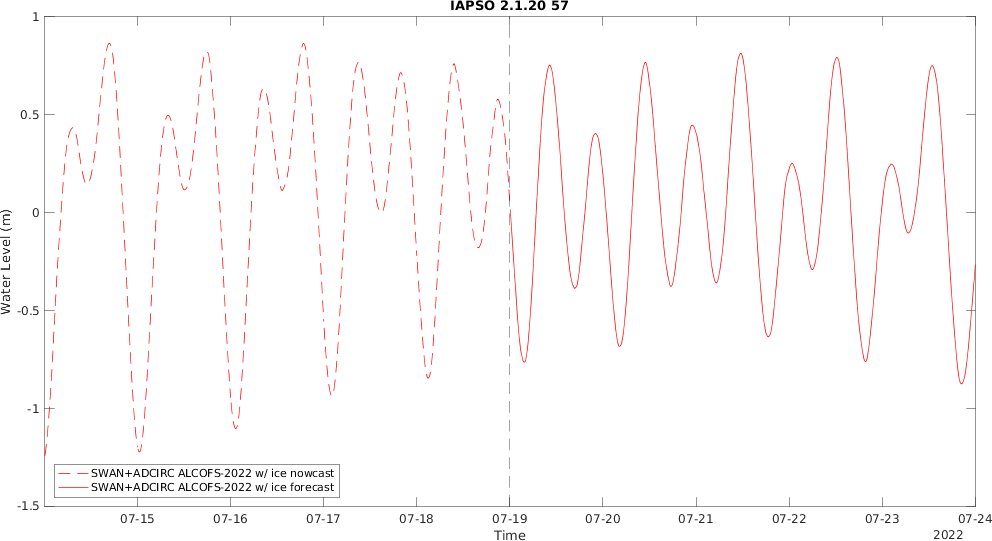 IAPSO 2.1.20 57
1
0.5
0
-0.5
-1
-1.5
Water Level (m)
SWAN+ADCIRC ALCOFS-2022 w/ ice nowcast
SWAN+ADCIRC ALCOFS-2022 w/ ice forecast
07-15 07-16 07-17 07-18 07-19 07-20 07-21 07-22 07-23 07-24
Time
2022